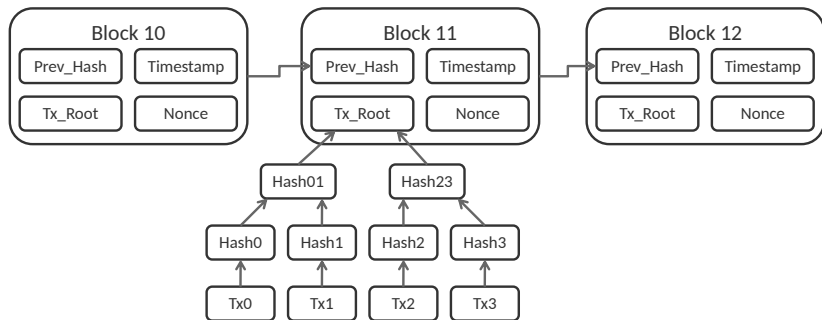 Block 10
Block 11
Block 12
Prev_Hash Timestamp
Prev_Hash Timestamp
Prev_Hash Timestamp
Tx_Root Nonce
Tx_Root Nonce
Tx_Root Nonce
Hash01 Hash23
Hash0 Hash1 Hash2 Hash3
Tx0 Tx1 Tx2 Tx3